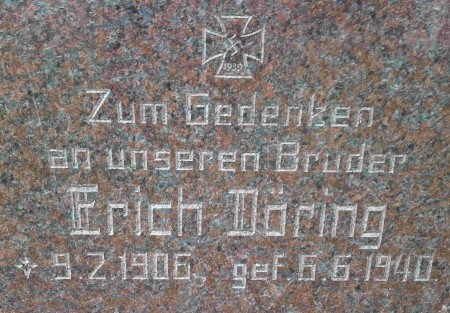 1939
Zum Gedenken
an unseren Bruder
Erich Döring
* 9.2.1906, gef. 6.6.1940